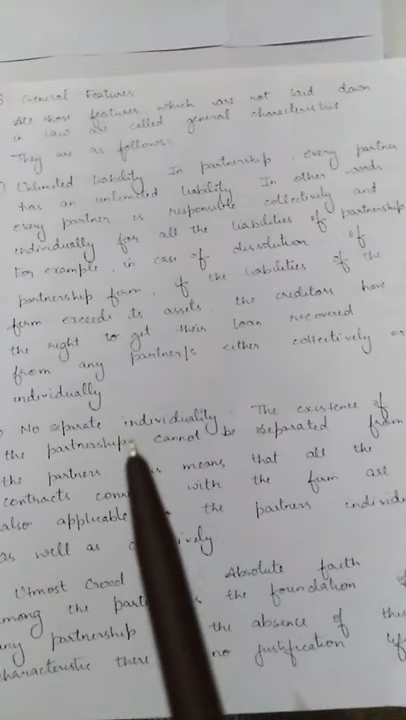 General Features
All those features which are not laid down
in law are called general characteristics
They are as follows.
Unlimited liability In partnership, every partner
has an unlimited liability In other words
every partner is responsible collectively and
individually for all the liabilities of partnership
For example, in case of dissolution of
partnership firm, if the liabilities of the
firm exceeds its assets, the creditors have
the right to get their loan recovered
from any partner/s either collectively or
individually
No separate individuality. The existence of
the partnership cannot be separated from
the partners means that all the
contracts with the firm are
also applicable the partners
as well as
Utmost Absolute faith
among the the foundation
any partnership the absence of this
characteristic there no justification